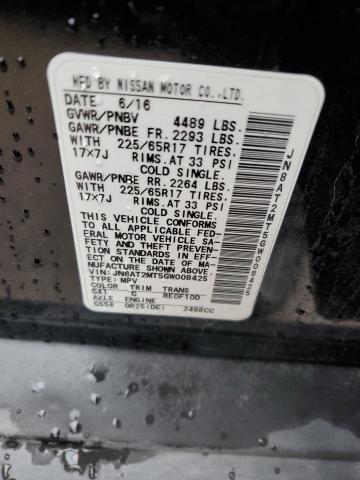 MFD BY NISSAN MOTOR CO.,LTD.
DATE 6/16
GVWR/PNBV 4489 LBS.
GAWR/PNBE FR. 2293 LBS.
WITH 225/65R17 TIRES.
17x7J RIMS.AT 33 PSI
COLD SINGLE.
GAWR/PNBE RR. 2264 LBS.
WITH 225/65R17 TIRES.
17x7J RIMS.AT 33 PSI
COLD SINGLE.
THIS VEHICLE CONFORMS
TO ALL APPLICABLE FED-
ERAL MOTOR VEHICLE SA-
FETY AND THEFT PREVENT-
ION STANDARDS IN EFF-
ECT ON THE DATE OF MA-
NUFACTURE SHOWN ABOVE.
VIN: JN8AT2MT5GW008425
TYPE: MPV
COLOR TRIM TRANS
G REOF10D
AXLE ENGINE
QR25(DE) 2488CC
JN8AT2MT5GW008425